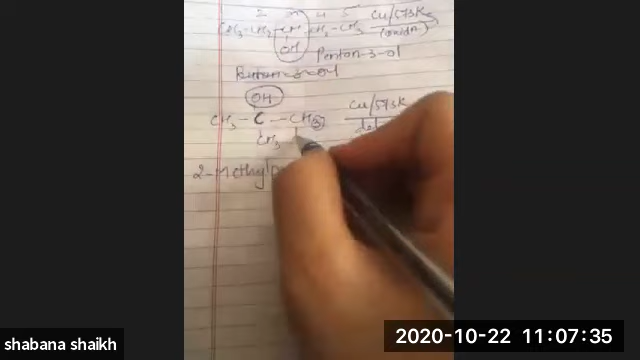 2 3 4 5 Cu/573K
CH3-CH2-CH-CH2-CH3 (oxidn)
OH
Pentan-3-ol
OH
CH3 - C - CH3 Cu/573K
CH3
2-Methyl
shabana shaikh
2020-10-22 11:07:35